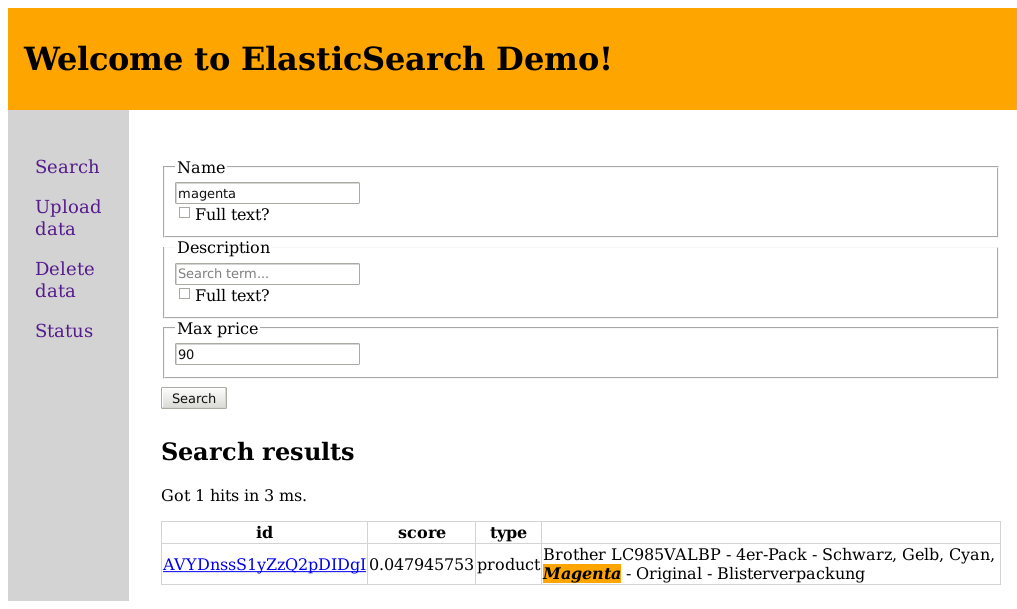 Welcome to ElasticSearch Demo!
Search
Upload
data
Delete
data
Status
Name
magenta
Full text?
Description
Search term...
Full text?
Max price
90
Search
Search results
Got 1 hits in 3 ms.
id score type
AVYDnssS1yZzQ2pDIDgI 0.047945753 product Brother LC985VALBP - 4er-Pack - Schwarz, Gelb, Cyan,
Magenta - Original - Blisterverpackung